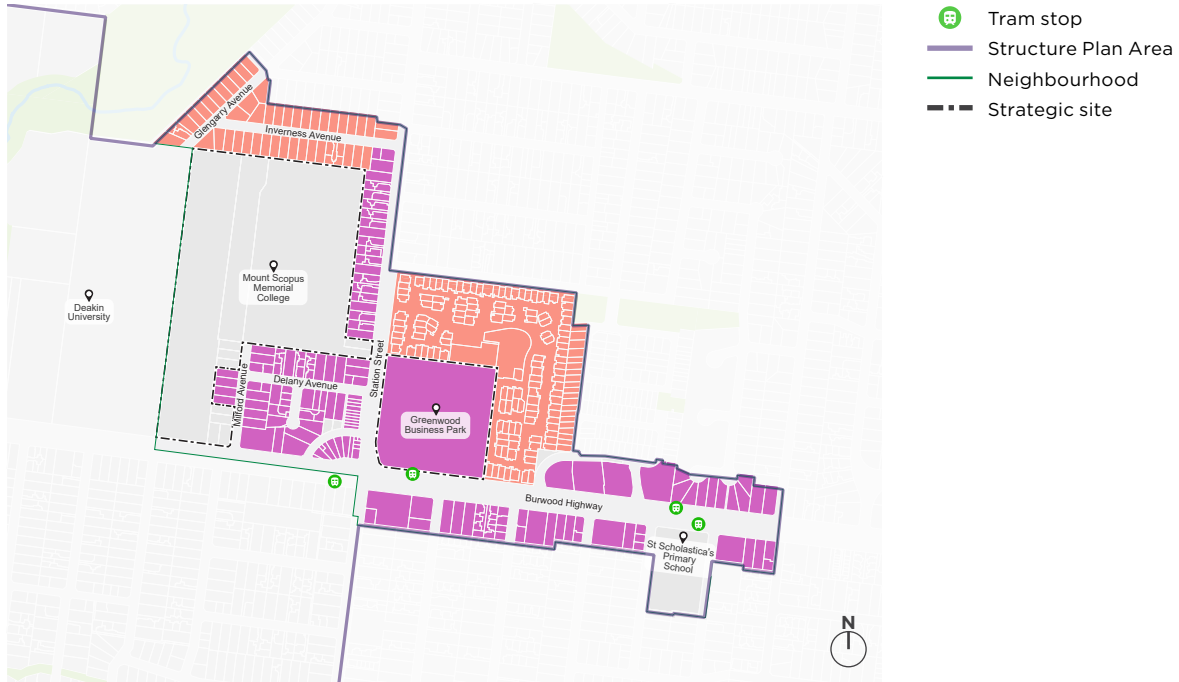 Tram stop
Structure Plan Area
Neighbourhood
Strategic site
Glengarry Avenue
Inverness Avenue
Mount Scopus
Memorial
College
Deakin
University
Station Street
Delany Avenue
Milford Avenue
Greenwood
Business Park
Burwood Highway
St Scholastica's
Primary
School
N